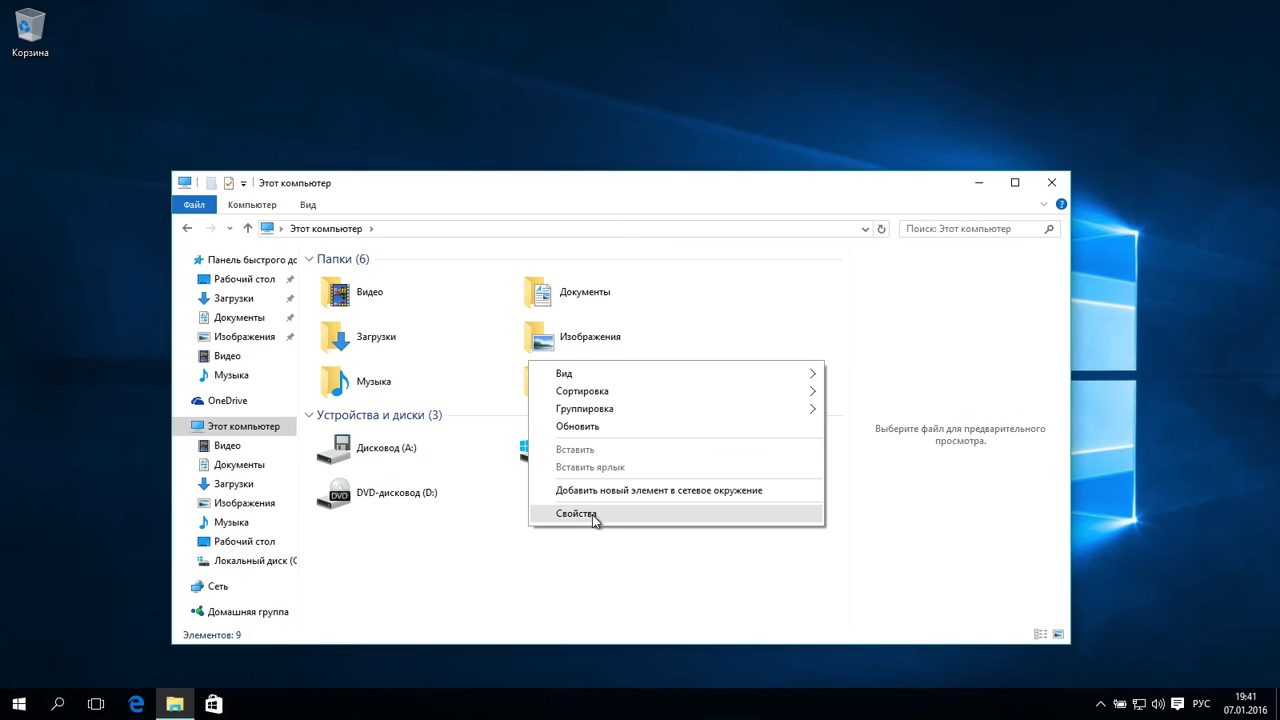 Корзина
Этот компьютер
Файл
Компьютер
Вид
Этот компьютер
Поиск: Этот компьютер
Панель быстрого до
Рабочий стол
Загрузки
Документы
Изображения
Видео
Музыка
OneDrive
Этот компьютер
Видео
Документы
Загрузки
Изображения
Музыка
Рабочий стол
Локальный диск (C
Сеть
Домашняя группа
Папки (6)
Видео
Документы
Загрузки
Изображения
Музыка
Устройства и диски (3)
Дисковод (A:)
DVD
DVD-дисковод (D:)
Вид
Сортировка
Группировка
Обновить
Вставить
Вставить ярлык
Добавить новый элемент в сетевое окружение
Свойства
Выберите файл для предварительного
просмотра.
Элементов: 9
РУС
19:41
07.01.2016